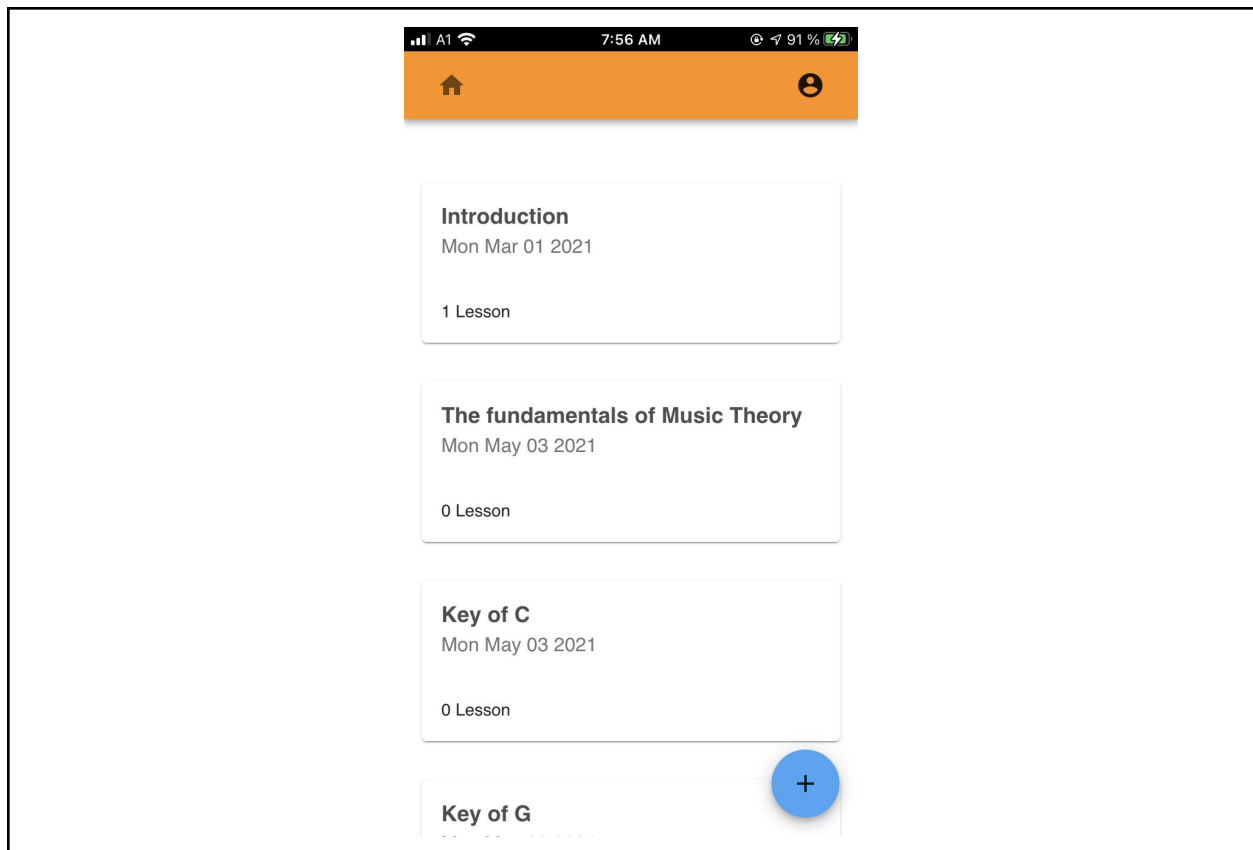 A1 7:56 AM 91 %
Introduction
Mon Mar 01 2021
1 Lesson
The fundamentals of Music Theory
Mon May 03 2021
0 Lesson
Key of C
Mon May 03 2021
0 Lesson
+
Key of G